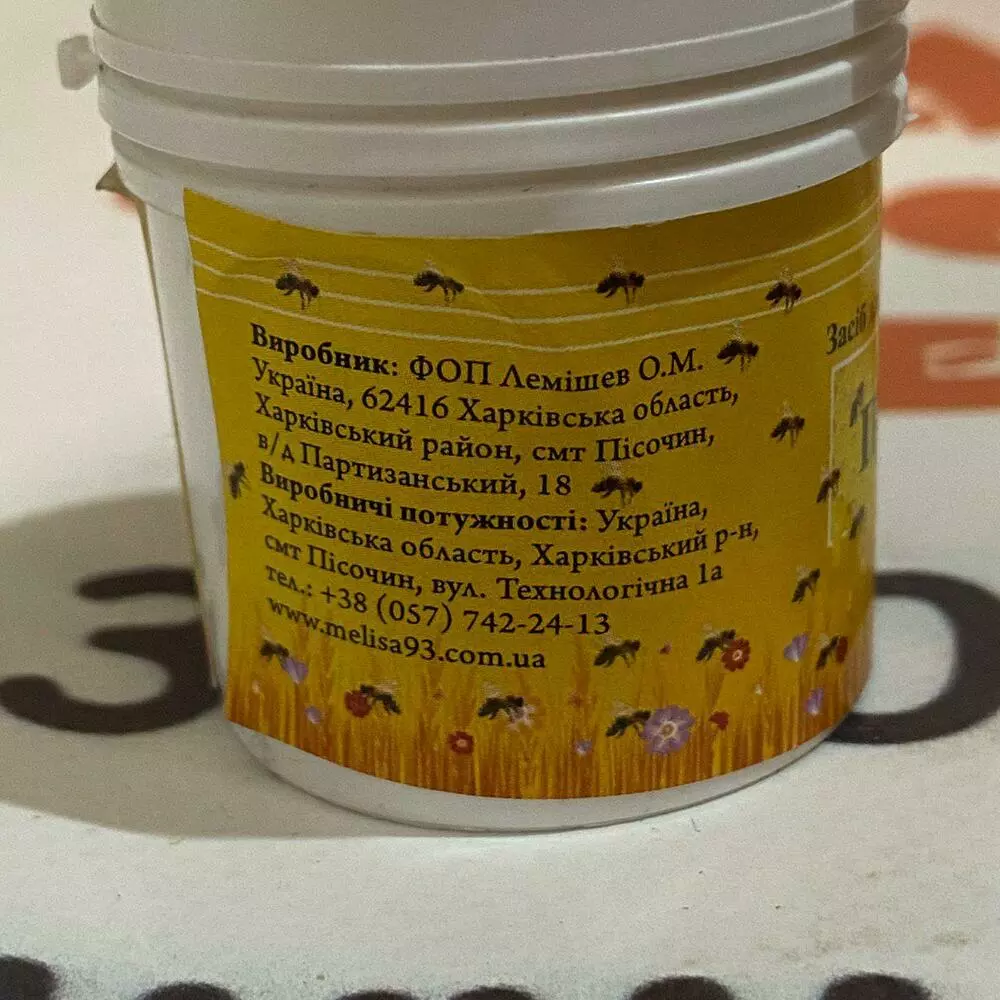 Виробник: ФОП Лемішев О.М.
Україна, 62416 Харківська область,
Харківський район, смт Пісочин,
в/д Партизанський, 18
Виробничі потужності: Україна,
Харківська область, Харківський р-н,
смт Пісочин, вул. Технологічна 1а
тел.: +38 (057) 742-24-13
www.melisa93.com.ua
Засіб